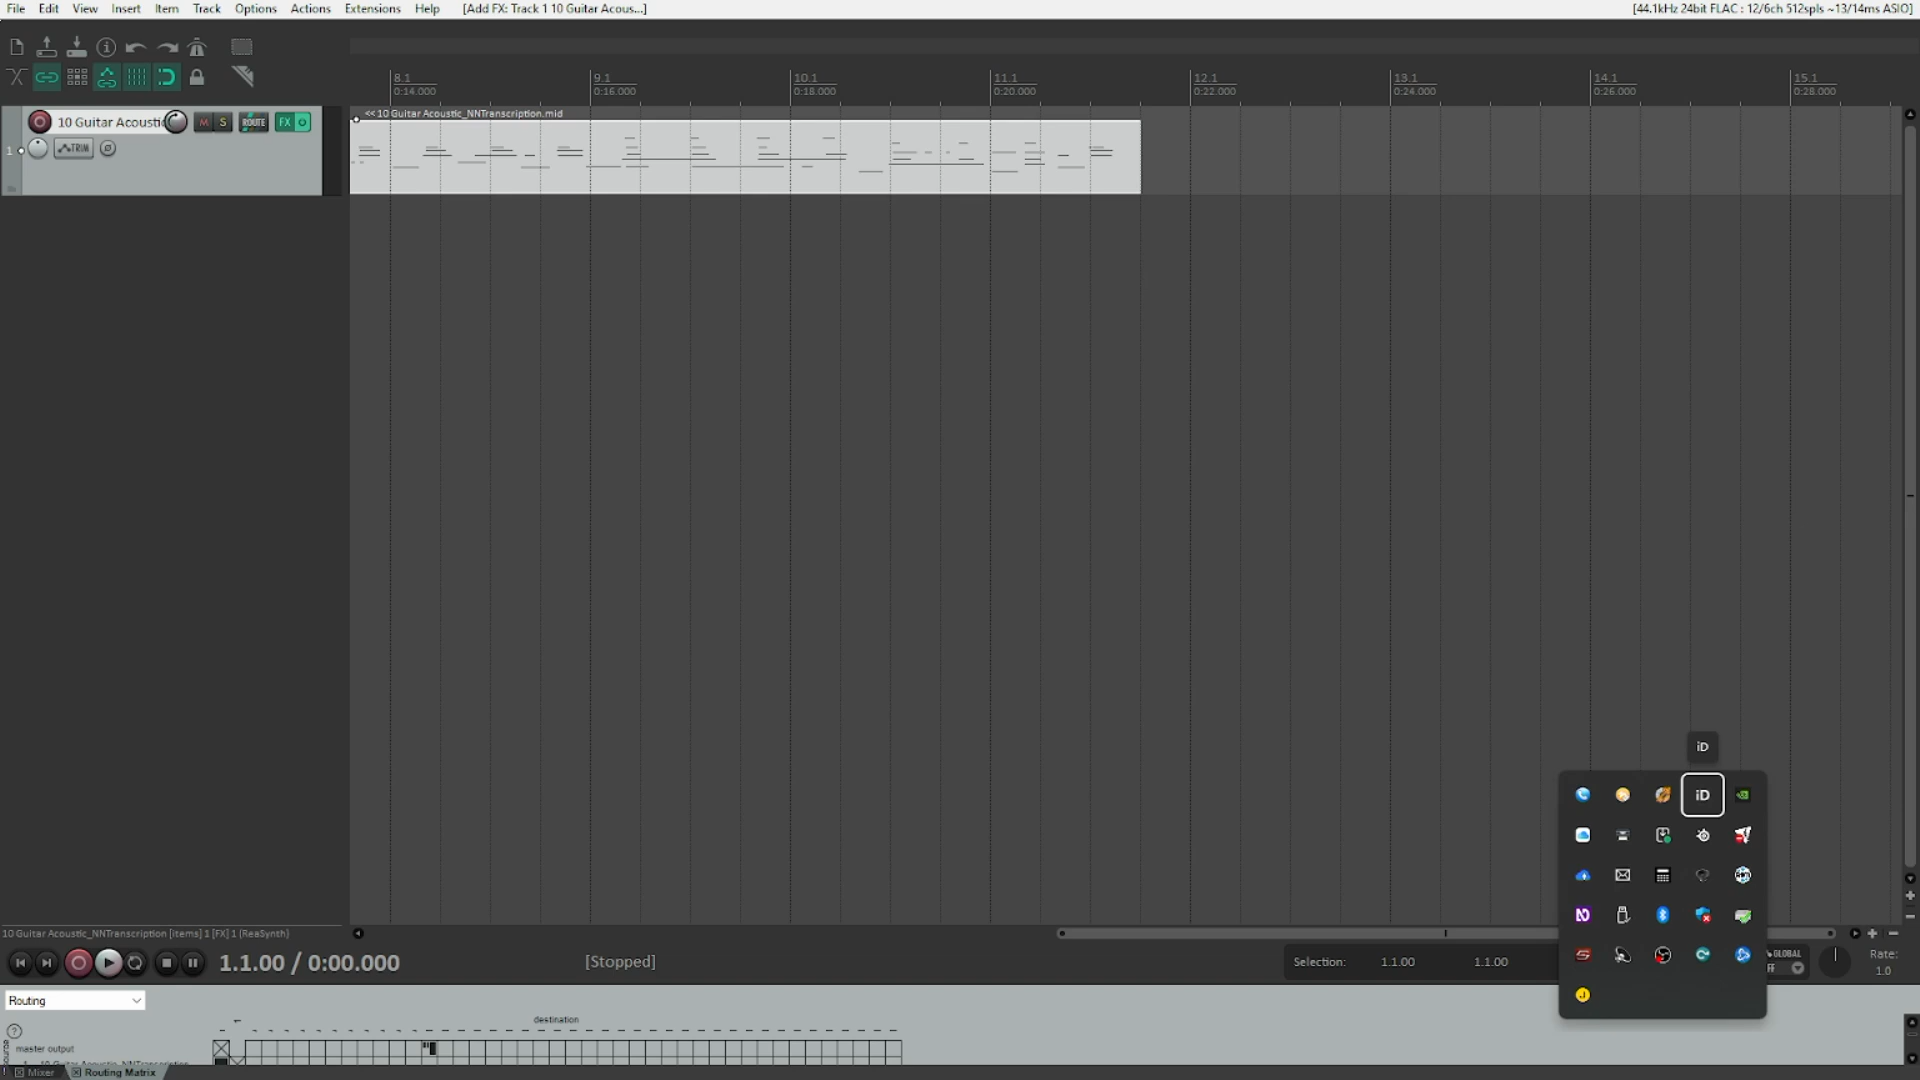 File Edit View Insert Item Track Options Actions Extensions Help [Add FX: Track 1 10 Guitar Acous...] [44.1kHz 24bit FLAC : 12/6ch 512spls ~13/14ms ASIO]
8.1 9.1 10.1 11.1 12.1 13.1 14.1 15.1
0:14.000 0:16.000 0:18.000 0:20.000 0:22.000 0:24.000 0:26.000 0:28.000
<< 10 Guitar Acoustic_NNTranscription.mid
10 Guitar Acoustic M S ROUTE FX
1 TRIM
iD
iD
10 Guitar Acoustic_NNTranscription [items] 1 [FX] 1 (ReaSynth)
1.1.00 / 0:00.000 [Stopped] Selection: 1.1.00 1.1.00 GLOBAL Rate:
1.0
Routing
destination
master output
Mixer Routing Matrix